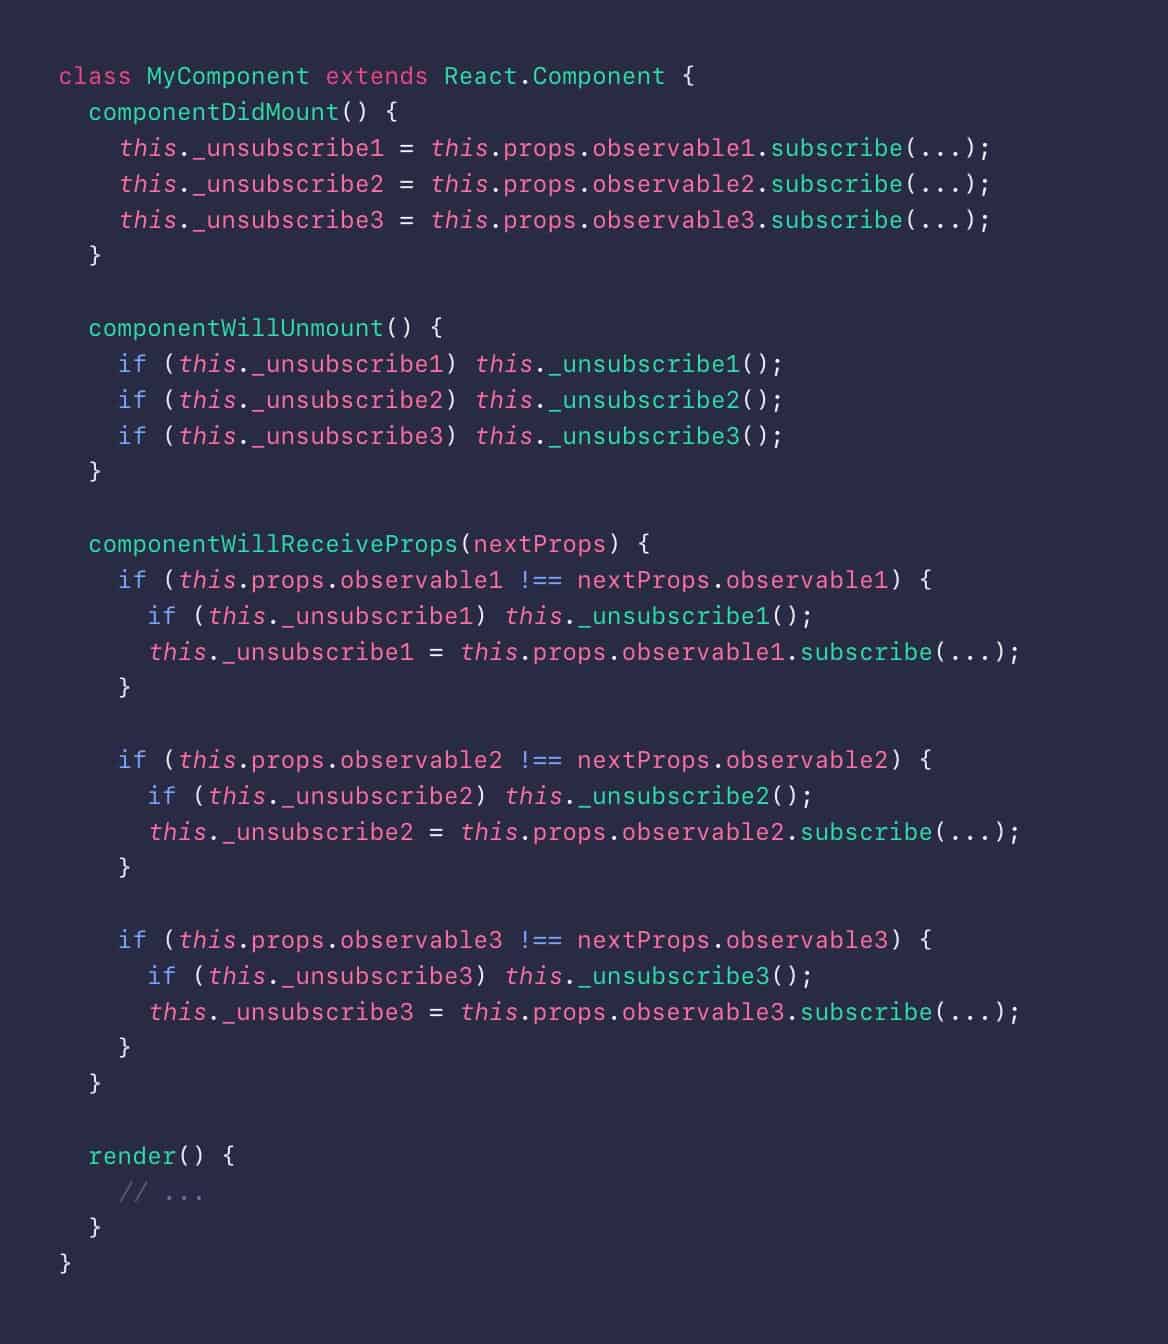 class MyComponent extends React.Component {
  componentDidMount() {
    this._unsubscribe1 = this.props.observable1.subscribe(...);
    this._unsubscribe2 = this.props.observable2.subscribe(...);
    this._unsubscribe3 = this.props.observable3.subscribe(...);
  }

  componentWillUnmount() {
    if (this._unsubscribe1) this._unsubscribe1();
    if (this._unsubscribe2) this._unsubscribe2();
    if (this._unsubscribe3) this._unsubscribe3();
  }

  componentWillReceiveProps(nextProps) {
    if (this.props.observable1 !== nextProps.observable1) {
      if (this._unsubscribe1) this._unsubscribe1();
      this._unsubscribe1 = this.props.observable1.subscribe(...);
    }

    if (this.props.observable2 !== nextProps.observable2) {
      if (this._unsubscribe2) this._unsubscribe2();
      this._unsubscribe2 = this.props.observable2.subscribe(...);
    }

    if (this.props.observable3 !== nextProps.observable3) {
      if (this._unsubscribe3) this._unsubscribe3();
      this._unsubscribe3 = this.props.observable3.subscribe(...);
    }
  }

  render() {
    // ...
  }
}